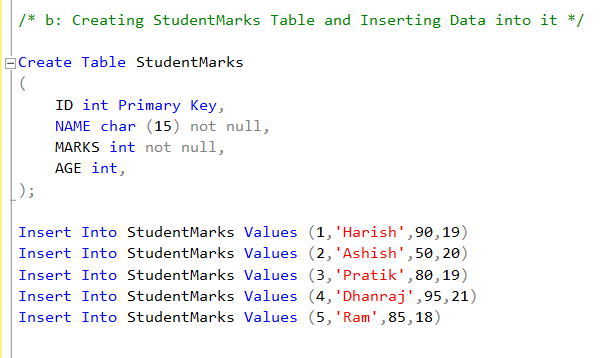 /* b: Creating StudentMarks Table and Inserting Data into it */
Create Table StudentMarks
(
ID int Primary Key,
NAME char (15) not null,
MARKS int not null,
AGE int,
);
Insert Into StudentMarks Values (1,'Harish',90,19)
Insert Into StudentMarks Values (2,'Ashish',50,20)
Insert Into StudentMarks Values (3,'Pratik',80,19)
Insert Into StudentMarks Values (4,'Dhanraj',95,21)
Insert Into StudentMarks Values (5,'Ram',85,18)